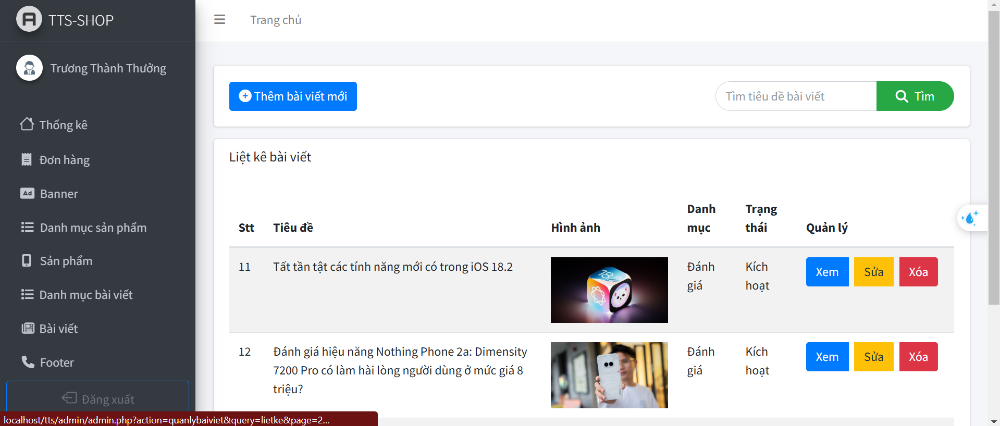 TTS-SHOP
Trang chủ
Trương Thành Thưởng
Thêm bài viết mới
Tìm tiêu đề bài viết
Tìm
Thống kê
Đơn hàng
Ad Banner
Danh mục sản phẩm
Sản phẩm
Danh mục bài viết
Bài viết
Footer
Đăng xuất
Liệt kê bài viết
Stt Tiêu đề Hình ảnh Danh mục Trạng thái Quản lý
11 Tất tần tật các tính năng mới có trong iOS 18.2
18
Đánh
giá
Kích
hoạt
Xem Sửa Xóa
12 Đánh giá hiệu năng Nothing Phone 2a: Dimensity
7200 Pro có làm hài lòng người dùng ở mức giá 8
triệu?
Đánh
giá
Kích
hoạt
Xem Sửa Xóa
localhost/tts/admin/admin.php?action=quanlybaiviet&query=lietke&page=2...